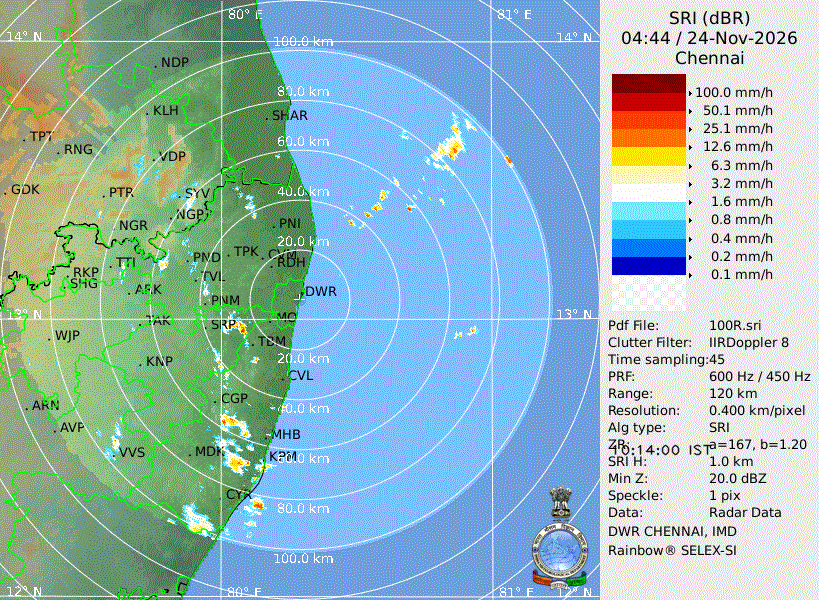 80° E
81° E
14° N
14° N
100.0 km
NDP
80.0 km
KLH
SHAR
TPT
60.0 km
RNG
VDP
GDK
PTR
SYV
40.0 km
NGP
NGR
PNI
20.0 km
TPK
PND
TTI
RDH
RKP
TVL
SHG
ARK
DWR
PNM
13° N
13° N
TAK
SRP
WJP
TBM
20.0 km
KNP
CVL
CGP
ARN
40.0 km
AVP
MHB
VVS
MDK
KPM
60.0 km
CYR
80.0 km
100.0 km
12° N
80° E
81° E
12° N
SRI (dBR)
04:44 / 24-Nov-2026
Chennai
100.0 mm/h
50.1 mm/h
25.1 mm/h
12.6 mm/h
6.3 mm/h
3.2 mm/h
1.6 mm/h
0.8 mm/h
0.4 mm/h
0.2 mm/h
0.1 mm/h
Pdf File: 100R.sri
Clutter Filter: IIRDoppler 8
Time sampling:45
PRF: 600 Hz / 450 Hz
Range: 120 km
Resolution: 0.400 km/pixel
Alg type: SRI
ZR: a=167, b=1.20
10:14:00 IST
SRI H: 1.0 km
Min Z: 20.0 dBZ
Speckle: 1 pix
Data: Radar Data
DWR CHENNAI, IMD
Rainbow® SELEX-SI